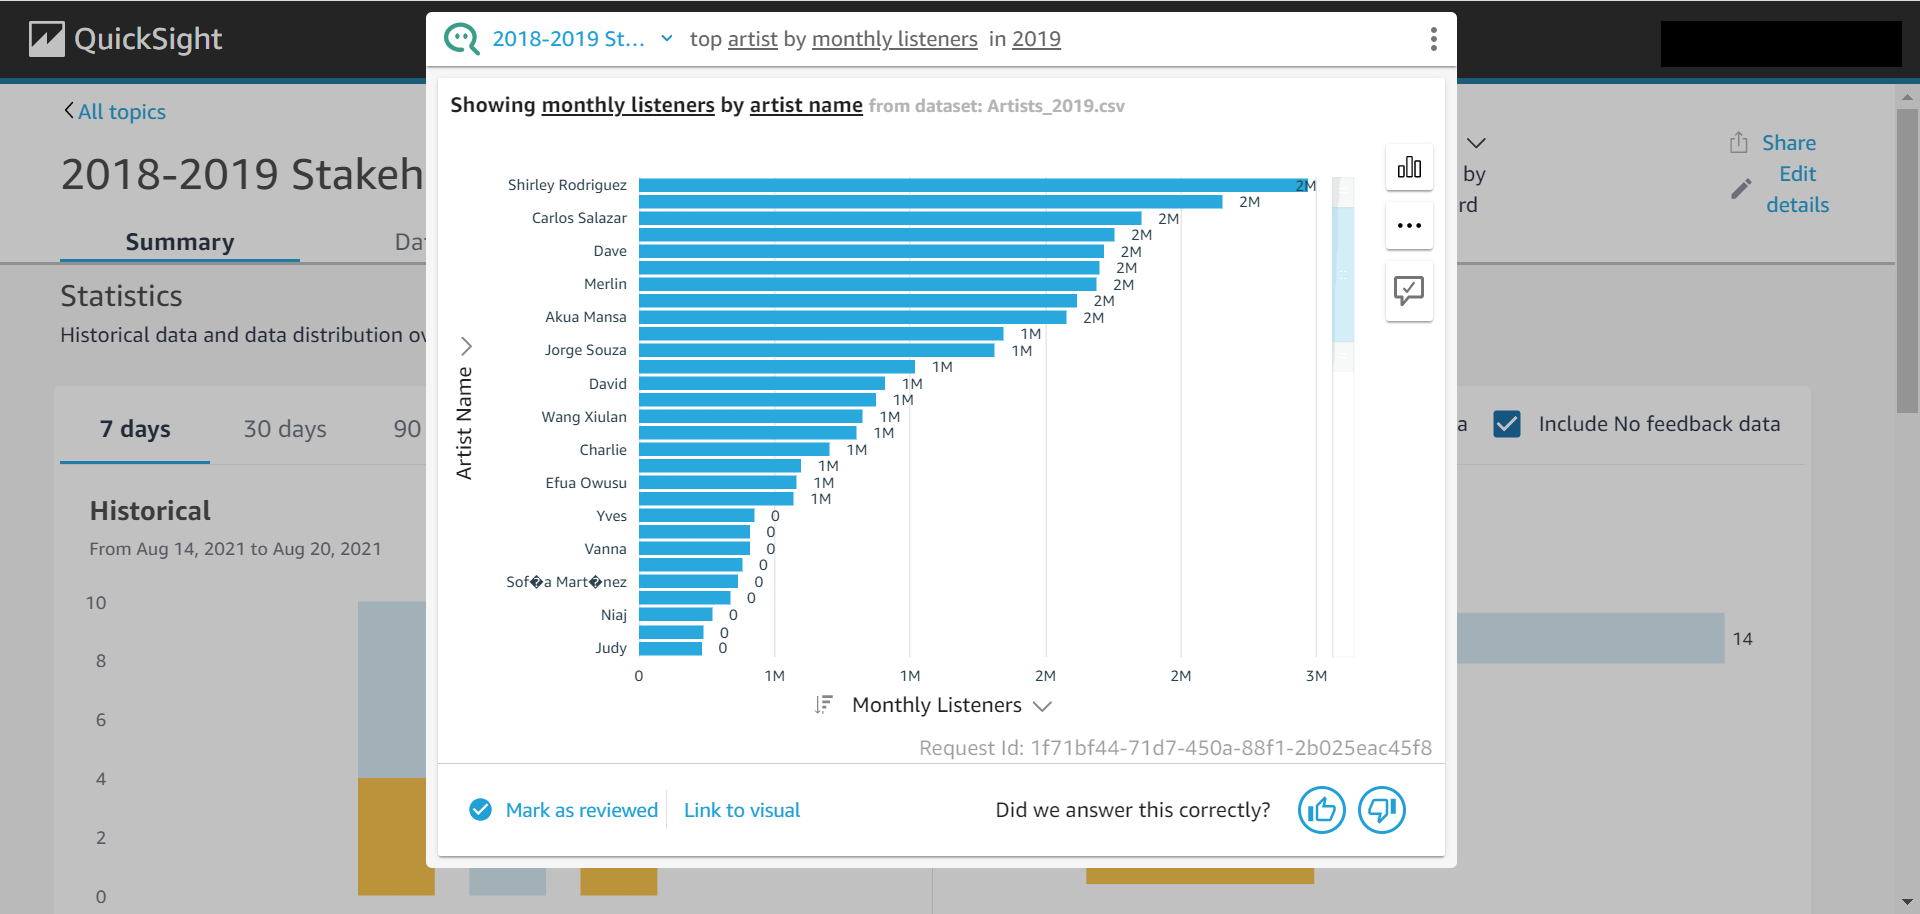 QuickSight
2018-2019 St...
top artist by monthly listeners in 2019
All topics
2018-2019 Stakeh
Summary
Da
Statistics
Historical data and data distribution ov
7 days
30 days
90
Historical
From Aug 14, 2021 to Aug 20, 2021
10
8
6
4
2
0
Showing monthly listeners by artist name from dataset: Artists_2019.csv
Artist Name
Shirley Rodriguez
2M
2M
Carlos Salazar
2M
2M
Dave
2M
2M
Merlin
2M
2M
Akua Mansa
2M
1M
Jorge Souza
1M
1M
David
1M
1M
Wang Xiulan
1M
1M
Charlie
1M
1M
Efua Owusu
1M
1M
Yves
0
0
Vanna
0
0
Sof�a Mart�nez
0
0
Niaj
0
0
Judy
0
0 1M 1M 2M 2M 3M
Monthly Listeners
Request Id: 1f71bf44-71d7-450a-88f1-2b025eac45f8
Mark as reviewed
Link to visual
Did we answer this correctly?
by
rd
Share
Edit
details
a
Include No feedback data
14